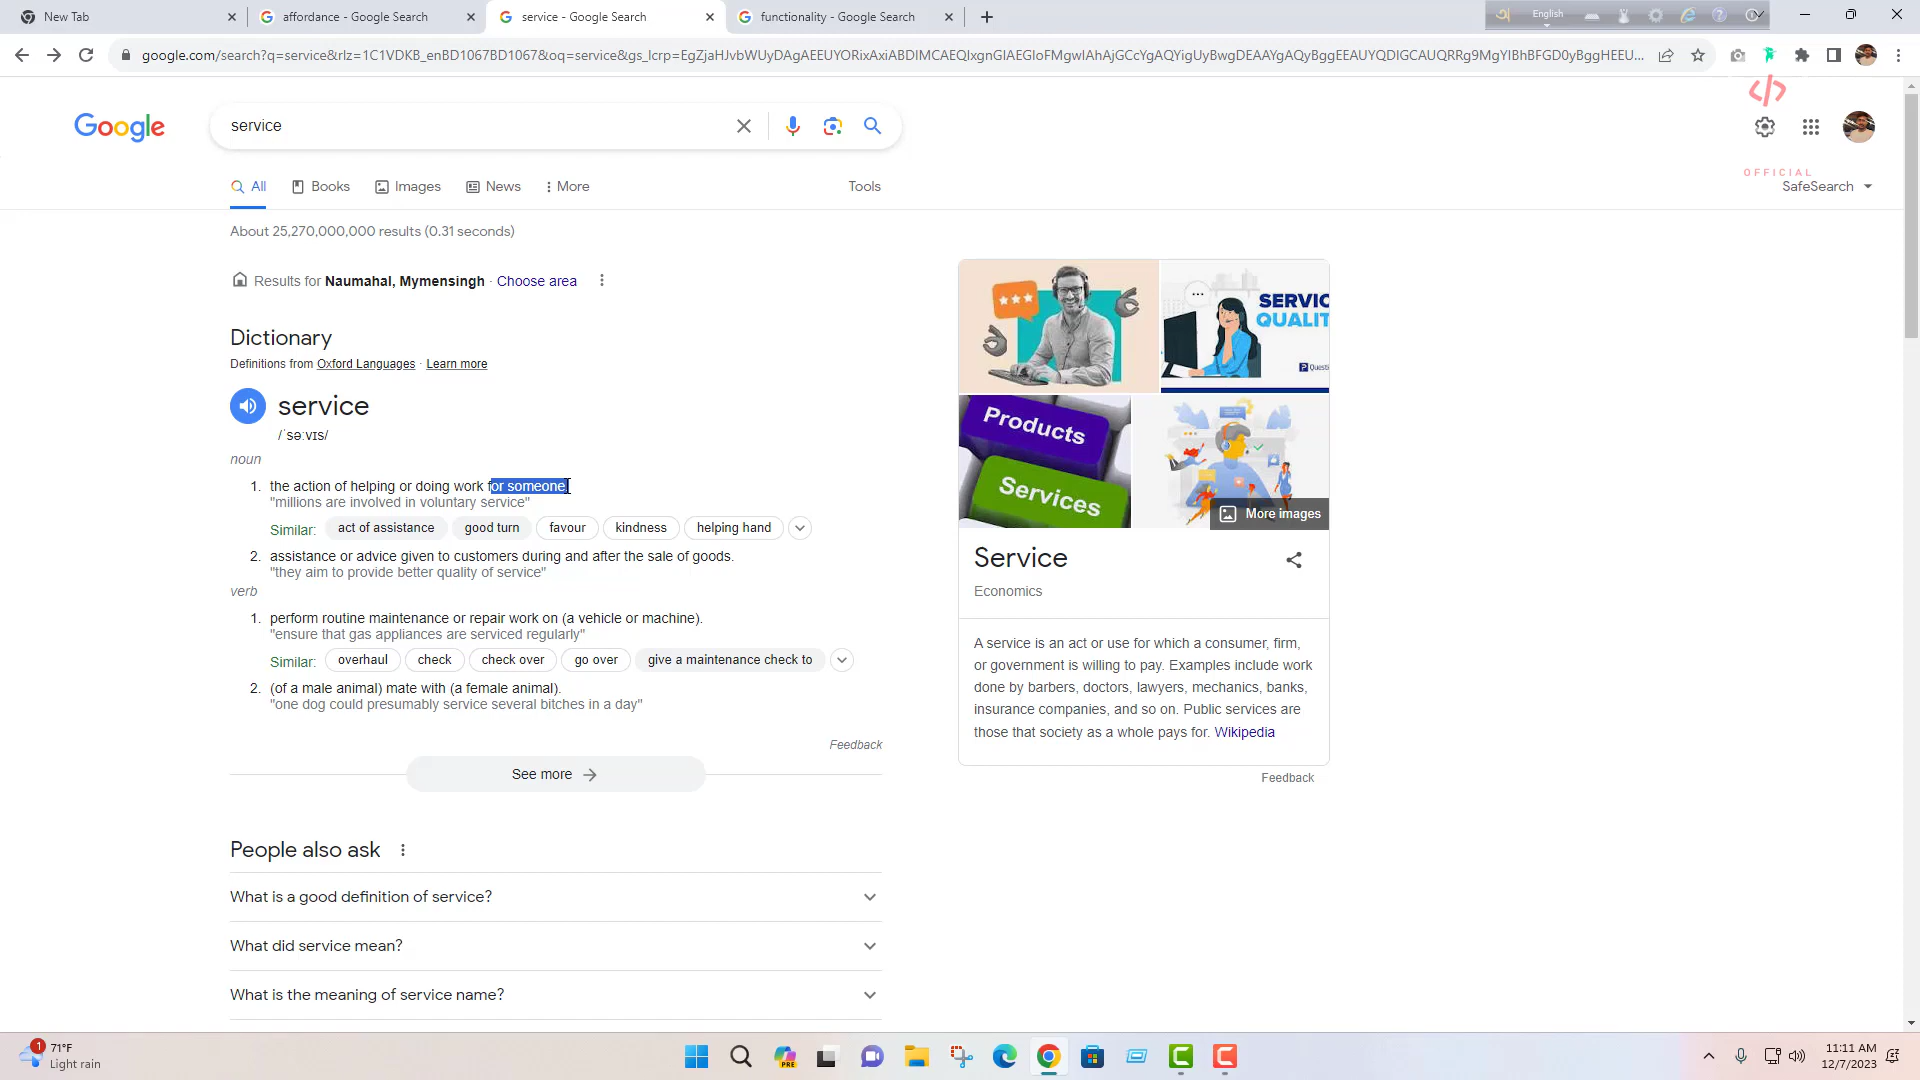 New Tab
affordance - Google Search
service - Google Search
functionality - Google Search
English
google.com/search?q=service&rlz=1C1VDKB_enBD1067BD1067&oq=service&gs_lcrp=EgZjaHJvbWUyDAgAEEUYORixAxiABDIMCAEQIxgnGIAEGIoFMgwIAhAjGCcYgAQYigUyBwgDEAAYgAQyBggEEAUYQDIGCAUQRRg9MgYIBhBFGD0yBggHEEU...
Google
service
All
Books
Images
News
More
Tools
OFFICIAL
SafeSearch
About 25,270,000,000 results (0.31 seconds)
Results for Naumahal, Mymensingh · Choose area
Dictionary
Definitions from Oxford Languages · Learn more
service
/ˈsəːvɪs/
noun
1. the action of helping or doing work for someone.
"millions are involved in voluntary service"
Similar: act of assistance good turn favour kindness helping hand
2. assistance or advice given to customers during and after the sale of goods.
"they aim to provide better quality of service"
verb
1. perform routine maintenance or repair work on (a vehicle or machine).
"ensure that gas appliances are serviced regularly"
Similar: overhaul check check over go over give a maintenance check to
2. (of a male animal) mate with (a female animal).
"one dog could presumably service several bitches in a day"
Feedback
See more
People also ask
What is a good definition of service?
What did service mean?
What is the meaning of service name?
SERVIC
QUALIT
Questi
Products
Services
More images
Service
Economics
A service is an act or use for which a consumer, firm,
or government is willing to pay. Examples include work
done by barbers, doctors, lawyers, mechanics, banks,
insurance companies, and so on. Public services are
those that society as a whole pays for. Wikipedia
Feedback
1
71°F
Light rain
PRE
11:11 AM
12/7/2023